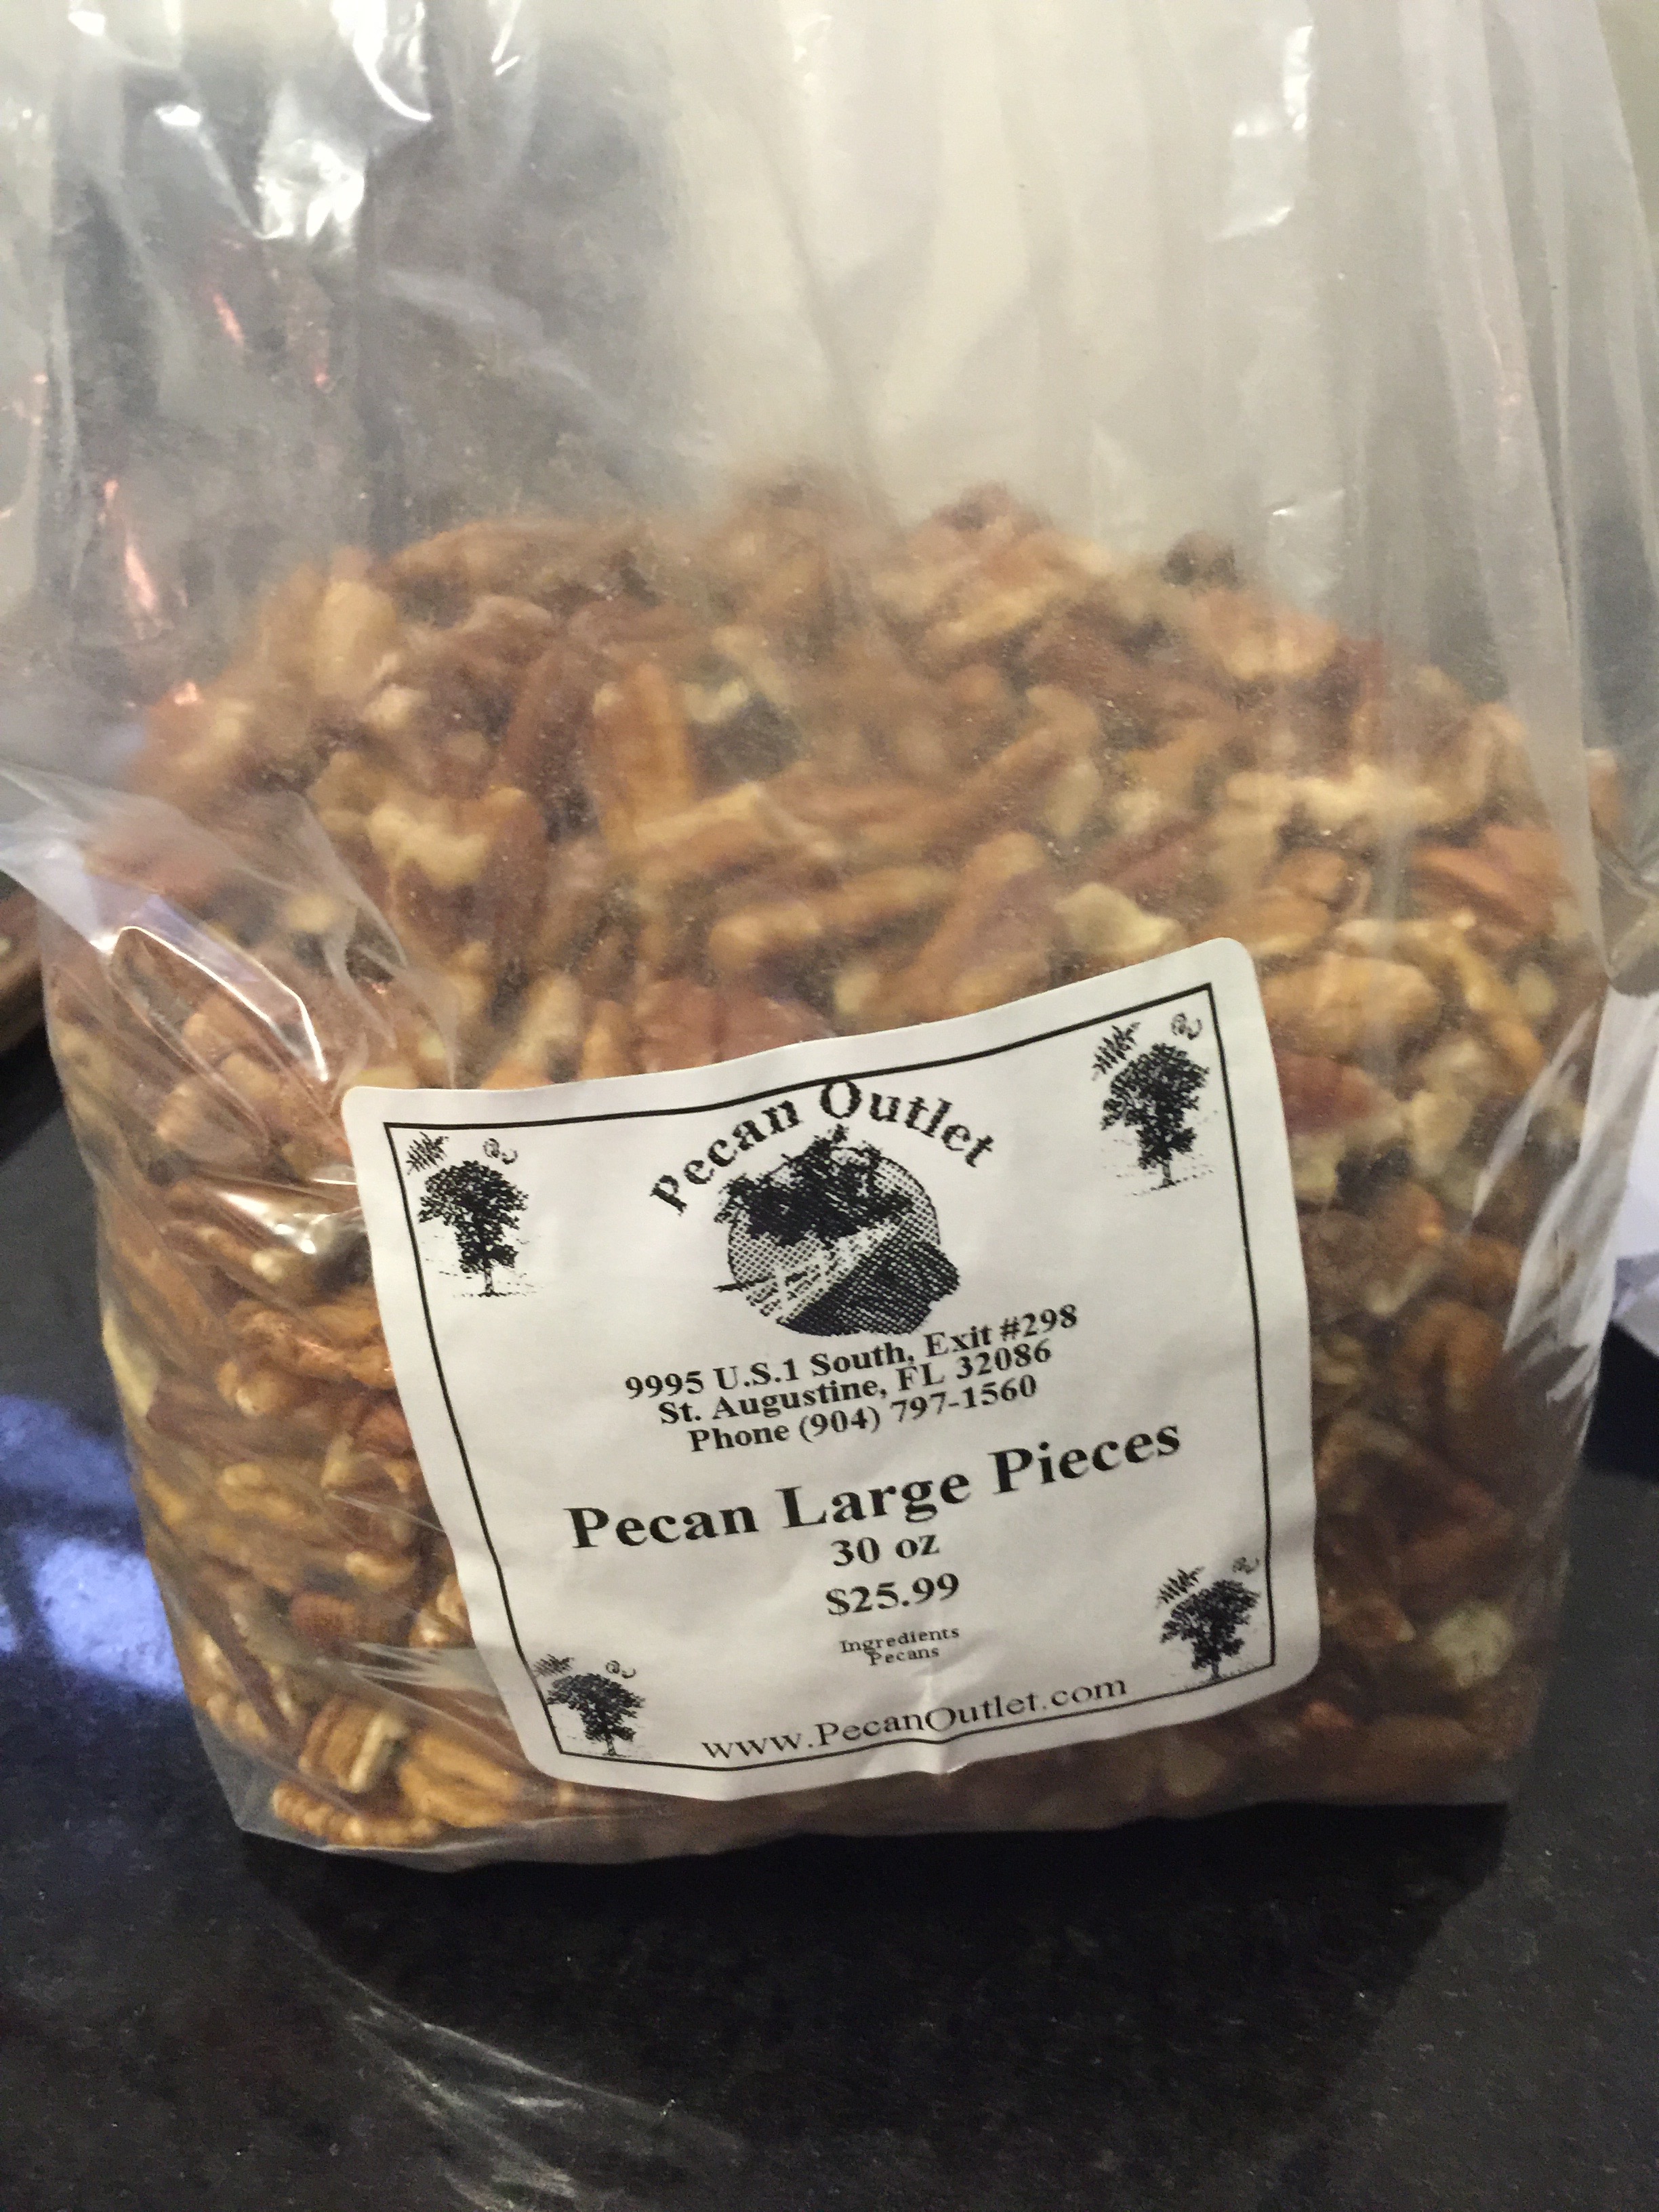 Pecan Outlet
9995 U.S.1 South, Exit #298
St. Augustine, FL 32086
Phone (904) 797-1560
Pecan Large Pieces
30 oz
$25.99
Ingredients
Pecans
www.PecanOutlet.com